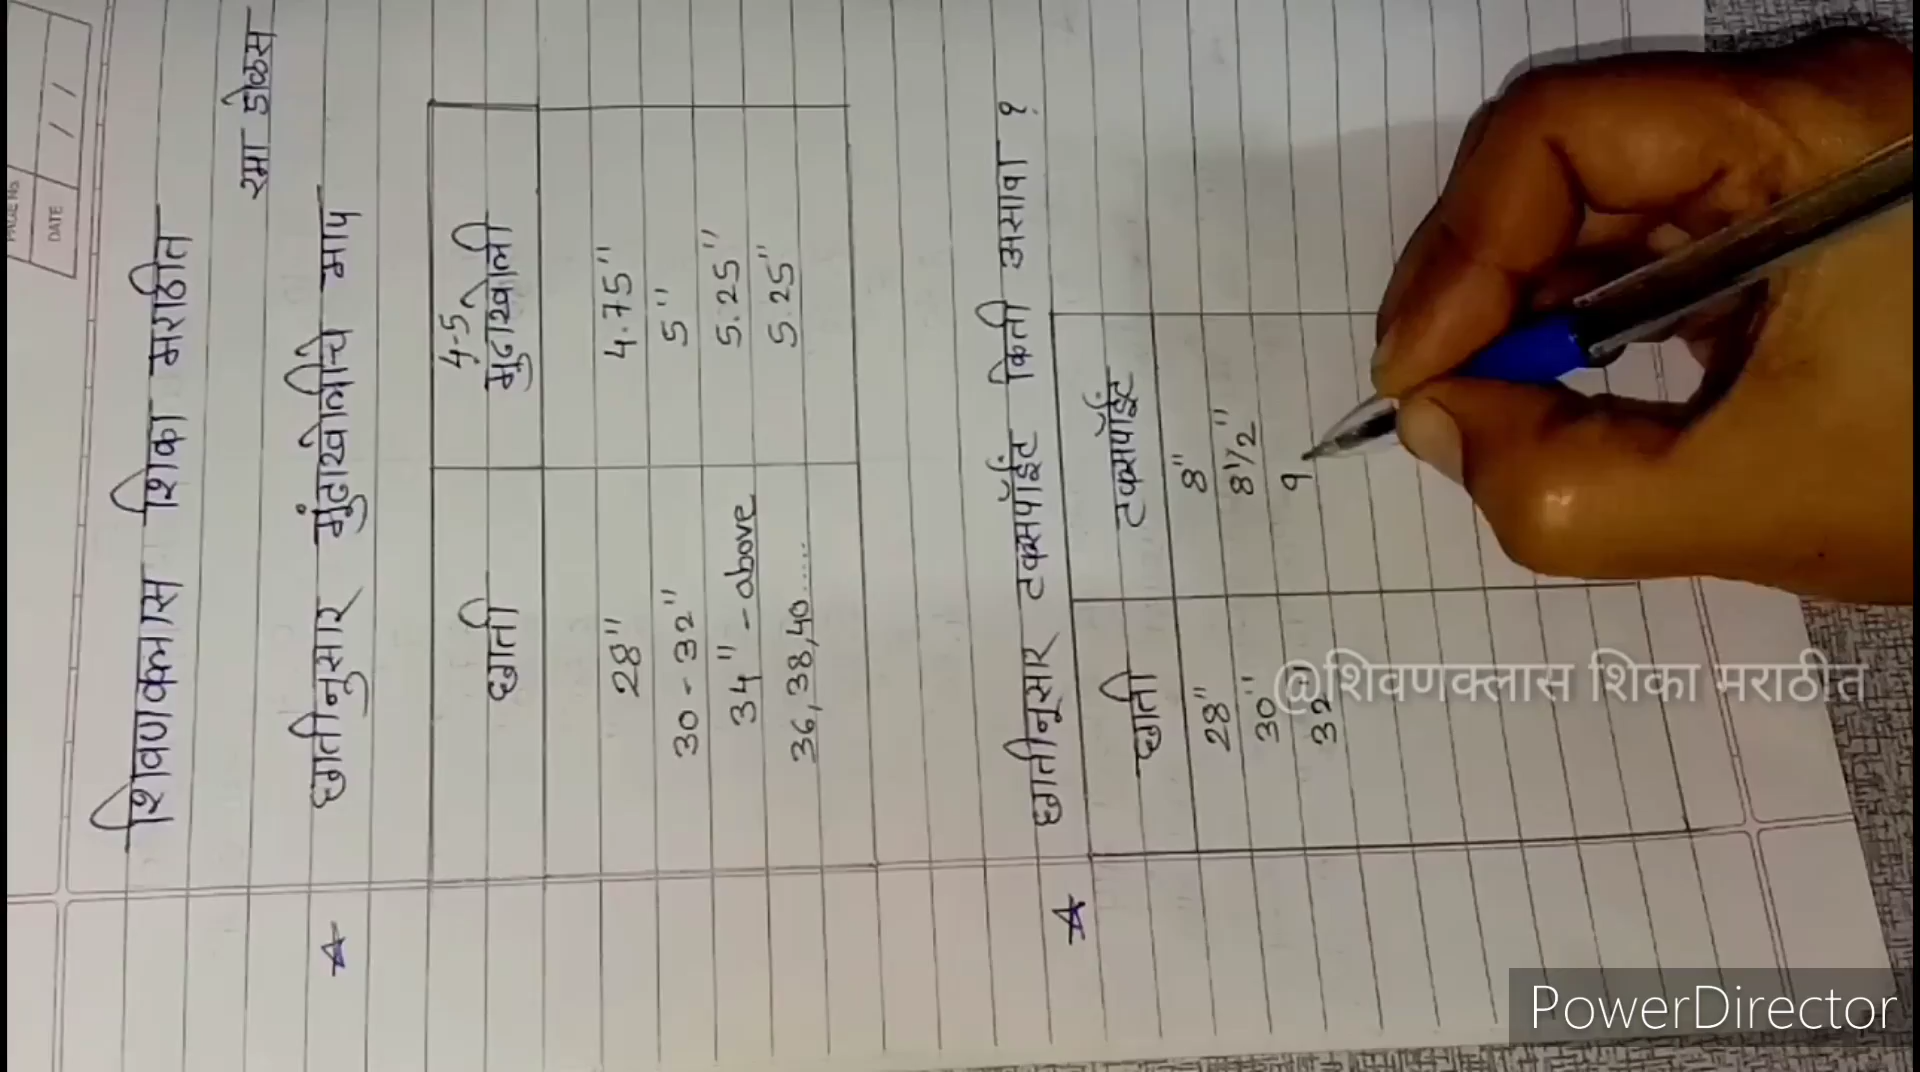 PAGE No.
DATE / /
शिवणक्लास शिका मराठीत
रमा डोळस
☆ छातीनुसार मुंढाखोलीचे माप
छाती 4-5 मुंढाखोली
28" 4.75"
30-32" 5"
34"-above 5.25"
36,38,40...... 5.25"
☆ छातीनूसार टक्सपॉईंट किती असावा ?
छाती टक्सपॉईंट
28" 8"
30" 8½"
32" 9
@शिवणक्लास शिका मराठीत
PowerDirector